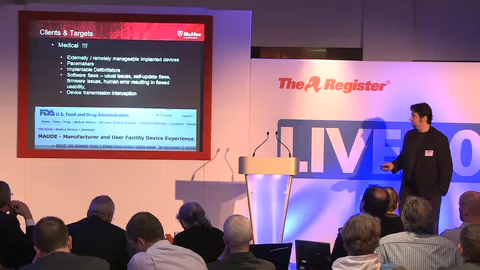 Clients & Targets
McAfee
• Medical !!!
• Externally / remotely manageable implanted devices
• Pacemakers
• Implantable Defibrillators
• Software flaws – usual issues, self-update flaws,
firmware issues, human error resulting in flawed
usability,
• Device transmission interception
FDA U.S. Food and Drug Administration
MAUDE - Manufacturer and User Facility Device Experience
The Register®
LIVE